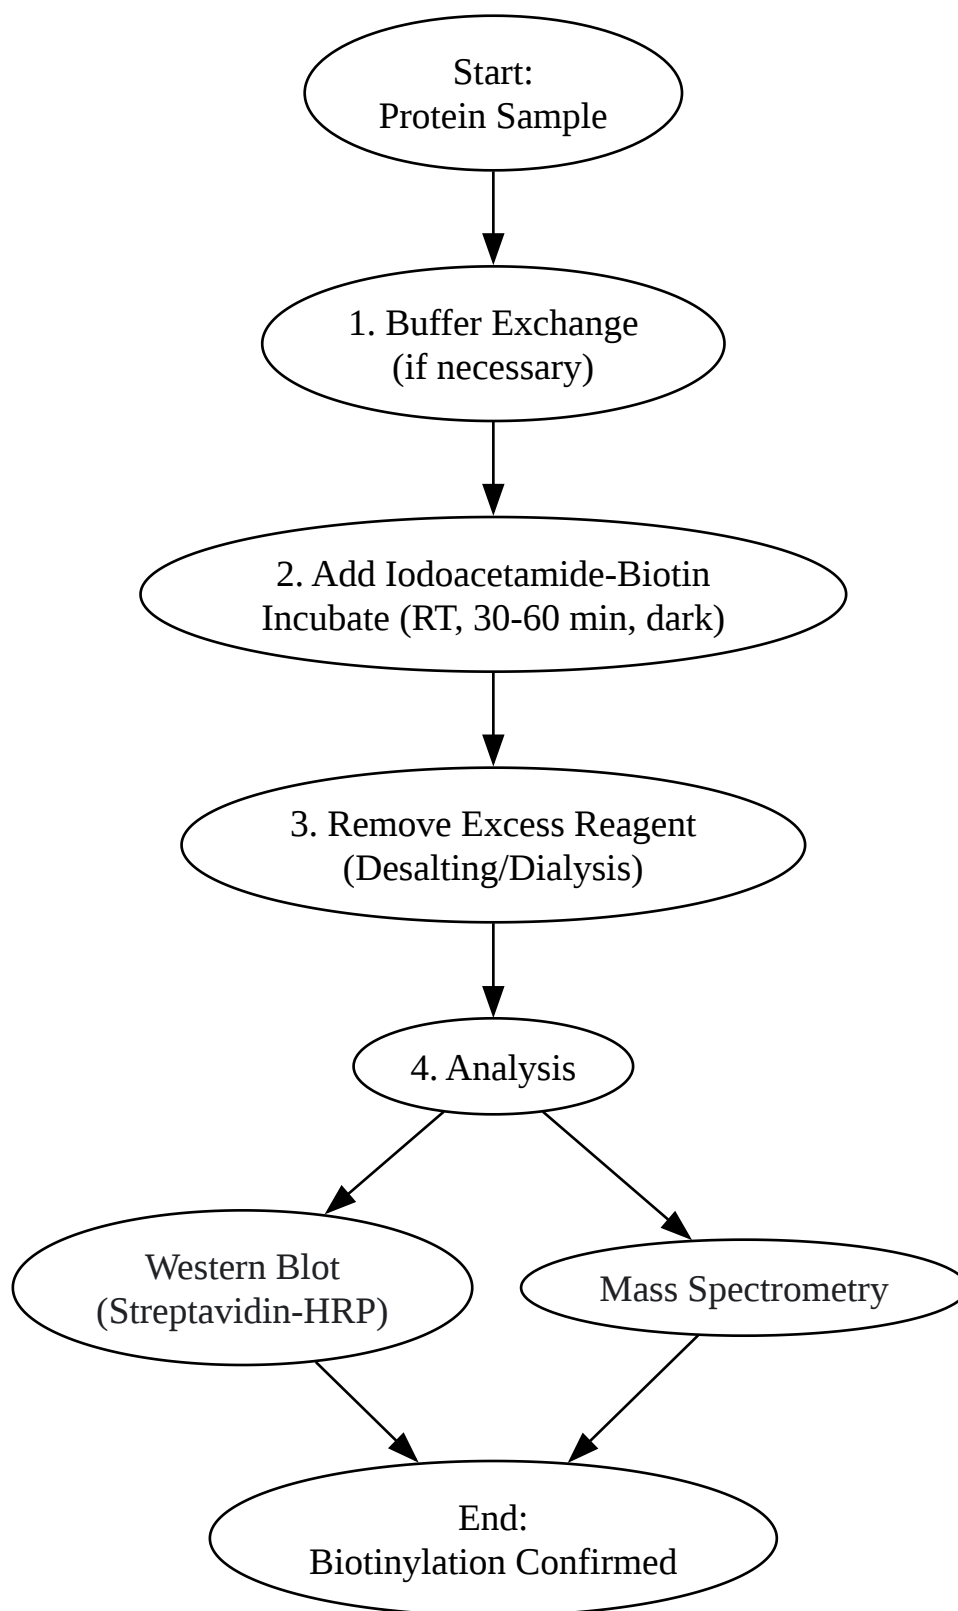 Start:
Protein Sample
1. Buffer Exchange
(if necessary)
2. Add Iodoacetamide-Biotin
Incubate (RT, 30-60 min, dark)
3. Remove Excess Reagent
(Desalting/Dialysis)
4. Analysis
Western Blot
(Streptavidin-HRP)
Mass Spectrometry
End:
Biotinylation Confirmed